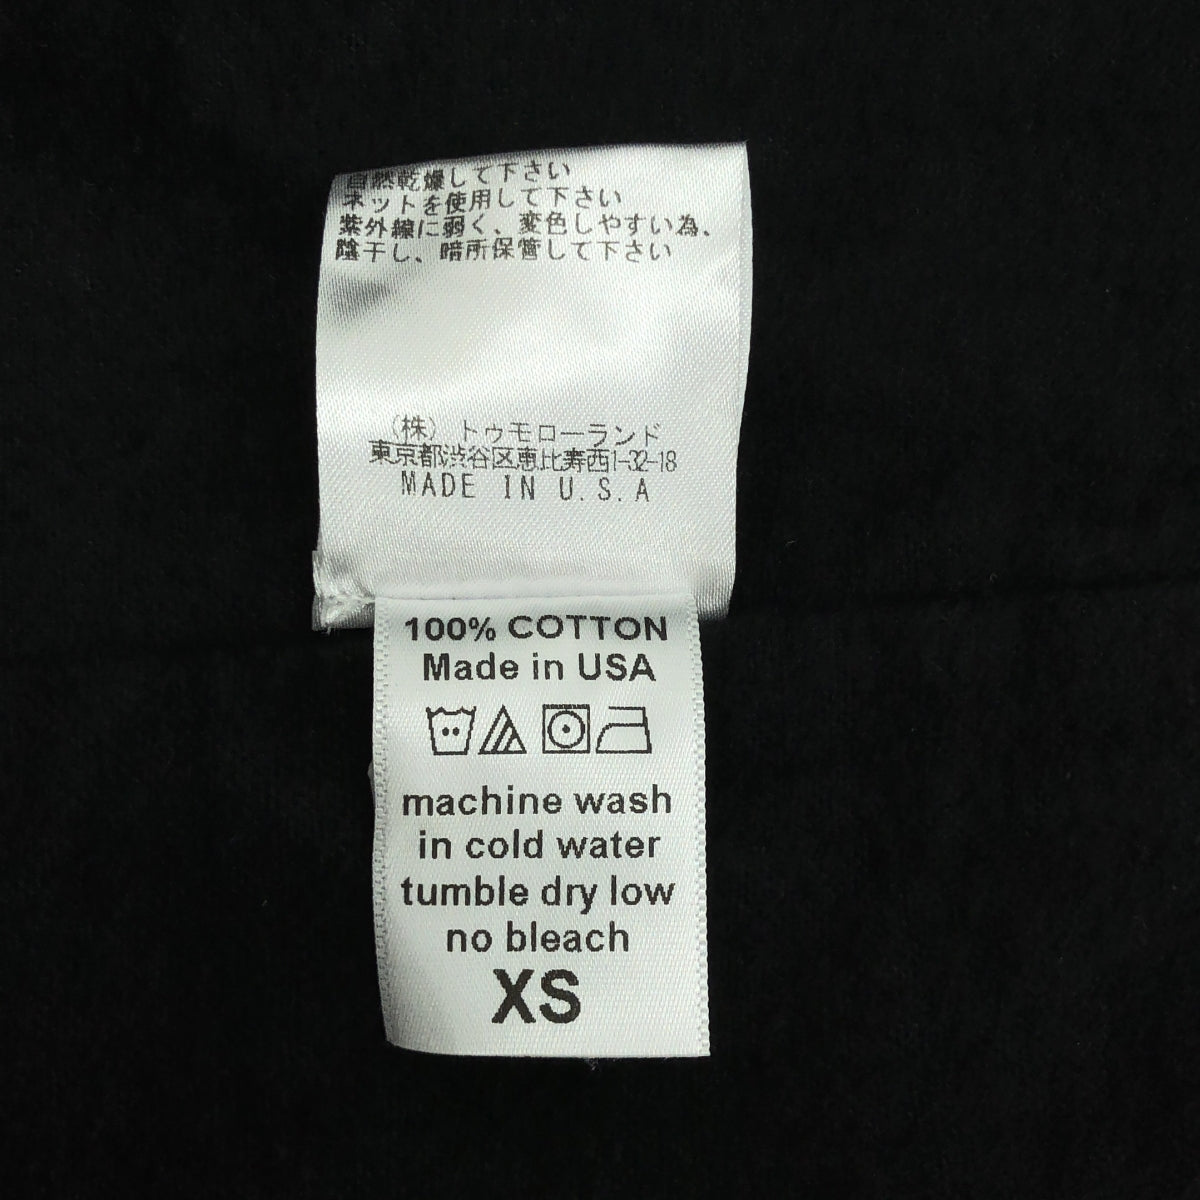 自然乾燥して下さい
ネットを使用して下さい
紫外線に弱く、変色しやすい為、
陰干し、暗所保管して下さい
(株)トゥモローランド
東京都渋谷区恵比寿西1-32-18
MADE IN U.S.A
100% COTTON
Made in USA
machine wash
in cold water
tumble dry low
no bleach
XS